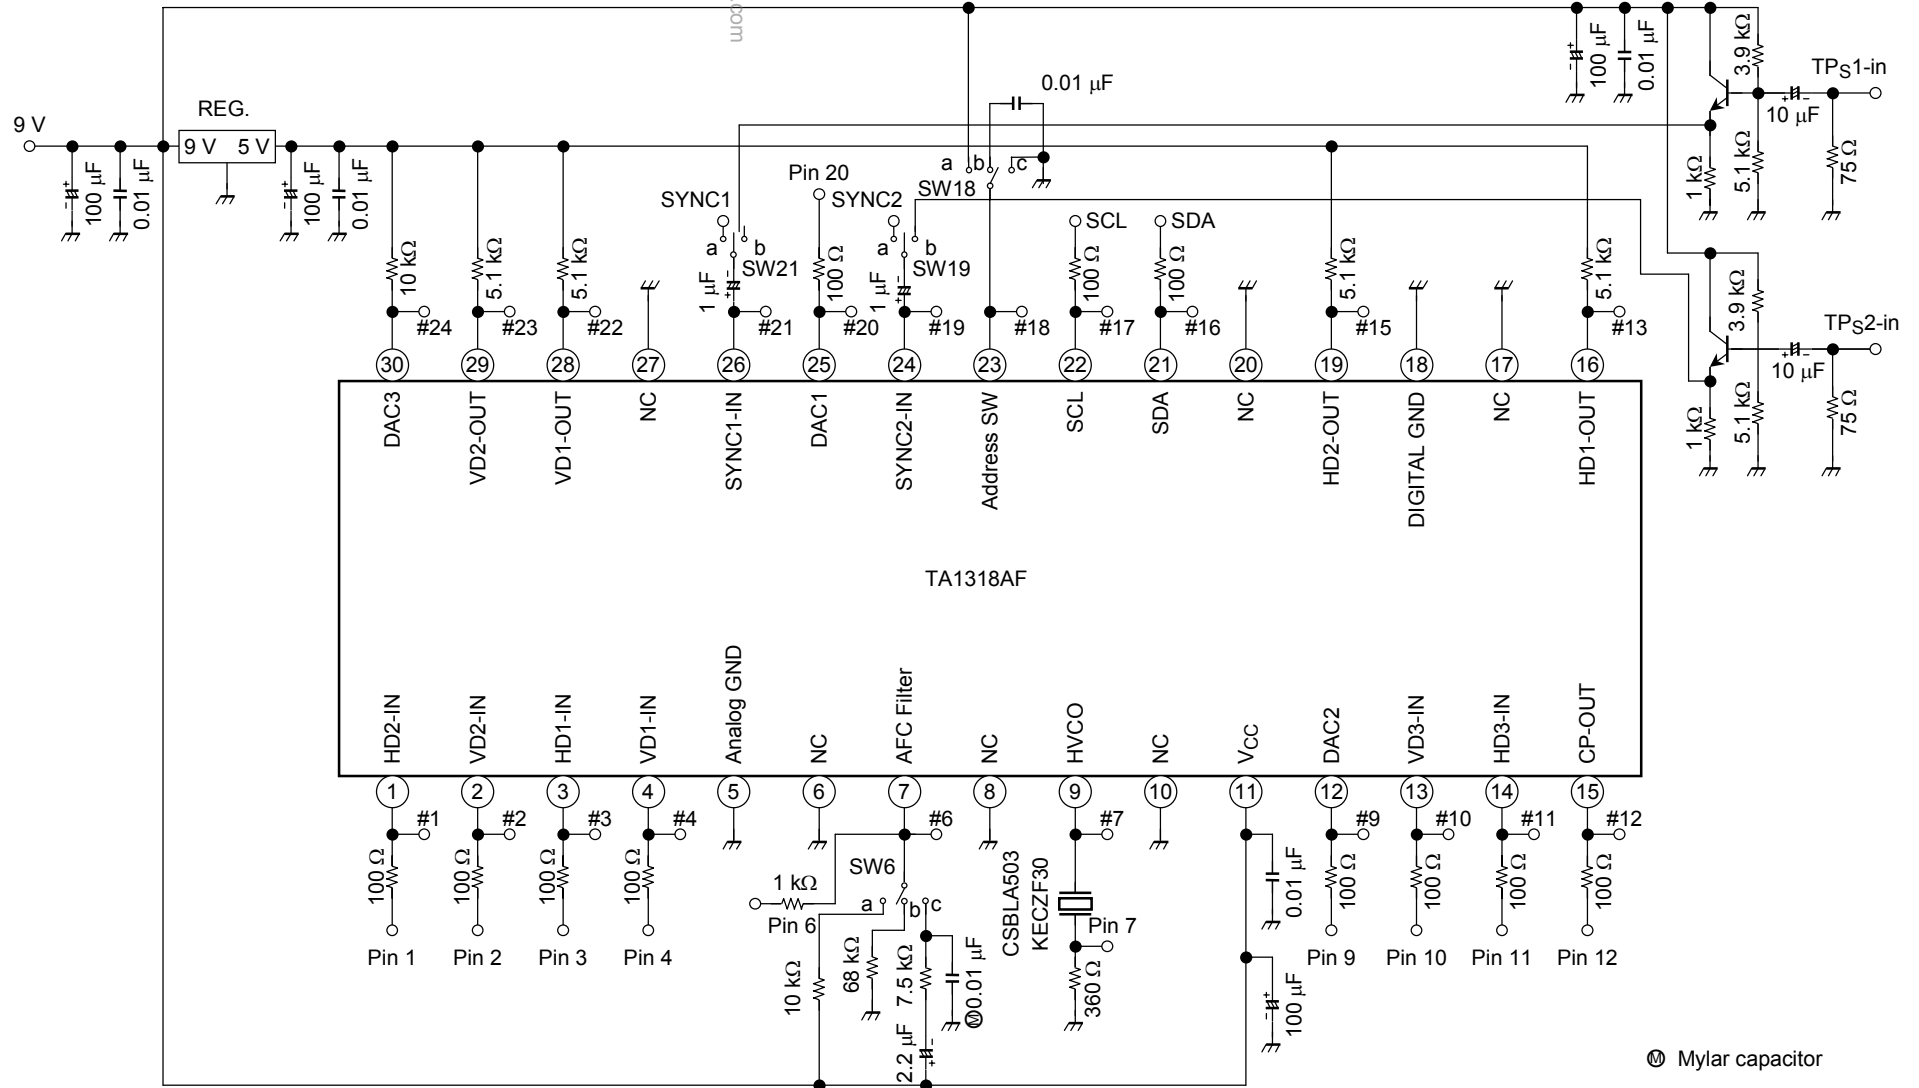 .com
100 μF
0.01 μF
3.9 kΩ
TPS1-in
10 μF
1 kΩ
5.1 kΩ
75 Ω
0.01 μF
REG.
9 V
9 V 5 V
100 μF
0.01 μF
100 μF
0.01 μF
a b c
SW18
Pin 20
SYNC1
SYNC2
SCL
SDA
a b
SW21
a b
SW19
10 kΩ
5.1 kΩ
5.1 kΩ
1 μF
100 Ω
1 μF
100 Ω
100 Ω
5.1 kΩ
5.1 kΩ
3.9 kΩ
TPS2-in
10 μF
1 kΩ
5.1 kΩ
75 Ω
#24
#23
#22
#21
#20
#19
#18
#17
#16
#15
#13
30 29 28 27 26 25 24 23 22 21 20 19 18 17 16
DAC3
VD2-OUT
VD1-OUT
NC
SYNC1-IN
DAC1
SYNC2-IN
Address SW
SCL
SDA
NC
HD2-OUT
DIGITAL GND
NC
HD1-OUT
TA1318AF
HD2-IN
VD2-IN
HD1-IN
VD1-IN
Analog GND
NC
AFC Filter
NC
HVCO
NC
VCC
DAC2
VD3-IN
HD3-IN
CP-OUT
1 2 3 4 5 6 7 8 9 10 11 12 13 14 15
#1
#2
#3
#4
#6
#7
#9
#10
#11
#12
100 Ω
100 Ω
100 Ω
100 Ω
SW6
1 kΩ
a b c
Pin 6
CSBLA503
KECZF30
Pin 7
0.01 μF
100 Ω
100 Ω
100 Ω
100 Ω
Pin 1
Pin 2
Pin 3
Pin 4
Pin 9
Pin 10
Pin 11
Pin 12
10 kΩ
68 kΩ
7.5 kΩ
Ⓜ0.01 μF
360 Ω
100 μF
2.2 μF
Ⓜ Mylar capacitor